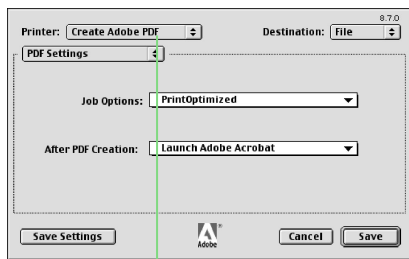 8.7.0
Printer: Create Adobe PDF Destination: File
PDF Settings
Job Options: PrintOptimized
After PDF Creation: Launch Adobe Acrobat
Save Settings Adobe Cancel Save